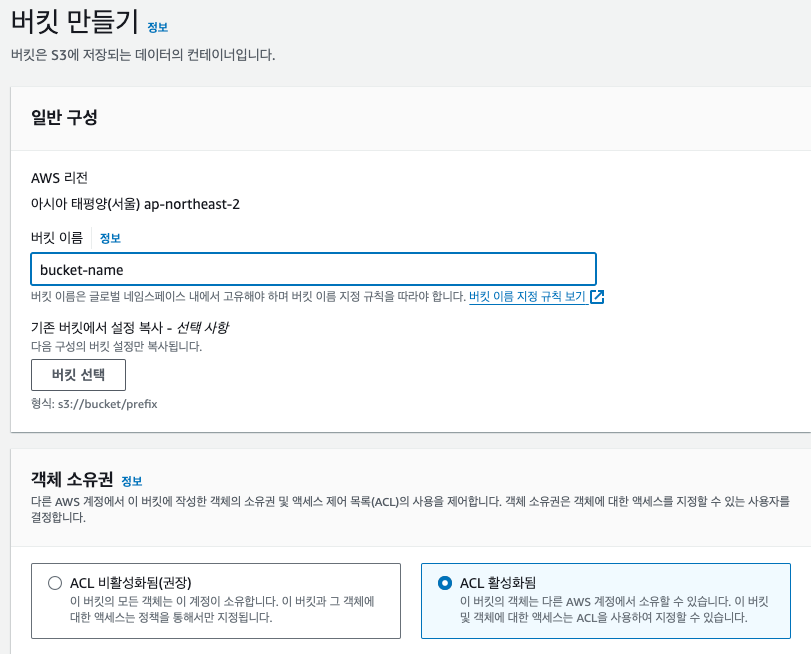 버킷 만들기 정보
버킷은 S3에 저장되는 데이터의 컨테이너입니다.
일반 구성
AWS 리전
아시아 태평양(서울) ap-northeast-2
버킷 이름 정보
bucket-name
버킷 이름은 글로벌 네임스페이스 내에서 고유해야 하며 버킷 이름 지정 규칙을 따라야 합니다. 버킷 이름 지정 규칙 보기
기존 버킷에서 설정 복사 - 선택 사항
다음 구성의 버킷 설정만 복사됩니다.
버킷 선택
형식: s3://bucket/prefix
객체 소유권 정보
다른 AWS 계정에서 이 버킷에 작성한 객체의 소유권 및 액세스 제어 목록(ACL)의 사용을 제어합니다. 객체 소유권은 객체에 대한 액세스를 지정할 수 있는 사용자를
결정합니다.
ACL 비활성화됨(권장)
이 버킷의 모든 객체는 이 계정이 소유합니다. 이 버킷과 그 객체에
대한 액세스는 정책을 통해서만 지정됩니다.
ACL 활성화됨
이 버킷의 객체는 다른 AWS 계정에서 소유할 수 있습니다. 이 버킷
및 객체에 대한 액세스는 ACL을 사용하여 지정할 수 있습니다.